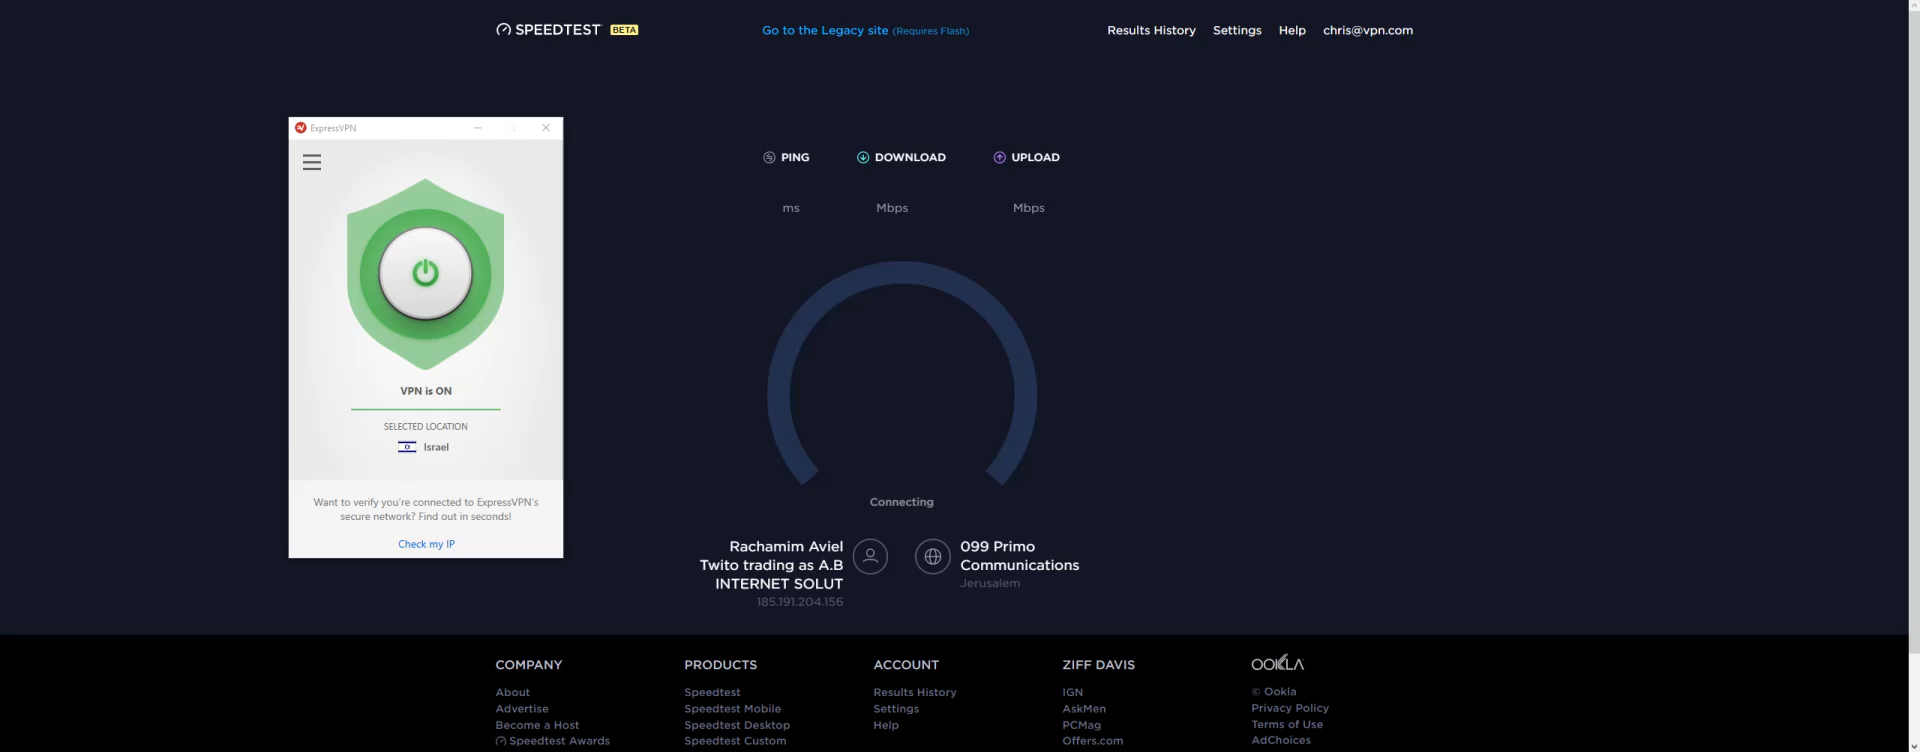 SPEEDTEST BETA
Go to the Legacy site (Requires Flash)
Results History Settings Help chris@vpn.com
ExpressVPN
VPN is ON
SELECTED LOCATION
Israel
Want to verify you're connected to ExpressVPN's
secure network? Find out in seconds!
Check my IP
PING DOWNLOAD UPLOAD
ms Mbps Mbps
Connecting
Rachamim Aviel
Twito trading as A.B
INTERNET SOLUT
185.191.204.156
099 Primo
Communications
Jerusalem
COMPANY
About
Advertise
Become a Host
Speedtest Awards
PRODUCTS
Speedtest
Speedtest Mobile
Speedtest Desktop
Speedtest Custom
ACCOUNT
Results History
Settings
Help
ZIFF DAVIS
IGN
AskMen
PCMag
Offers.com
OOKLA
© Ookla
Privacy Policy
Terms of Use
AdChoices